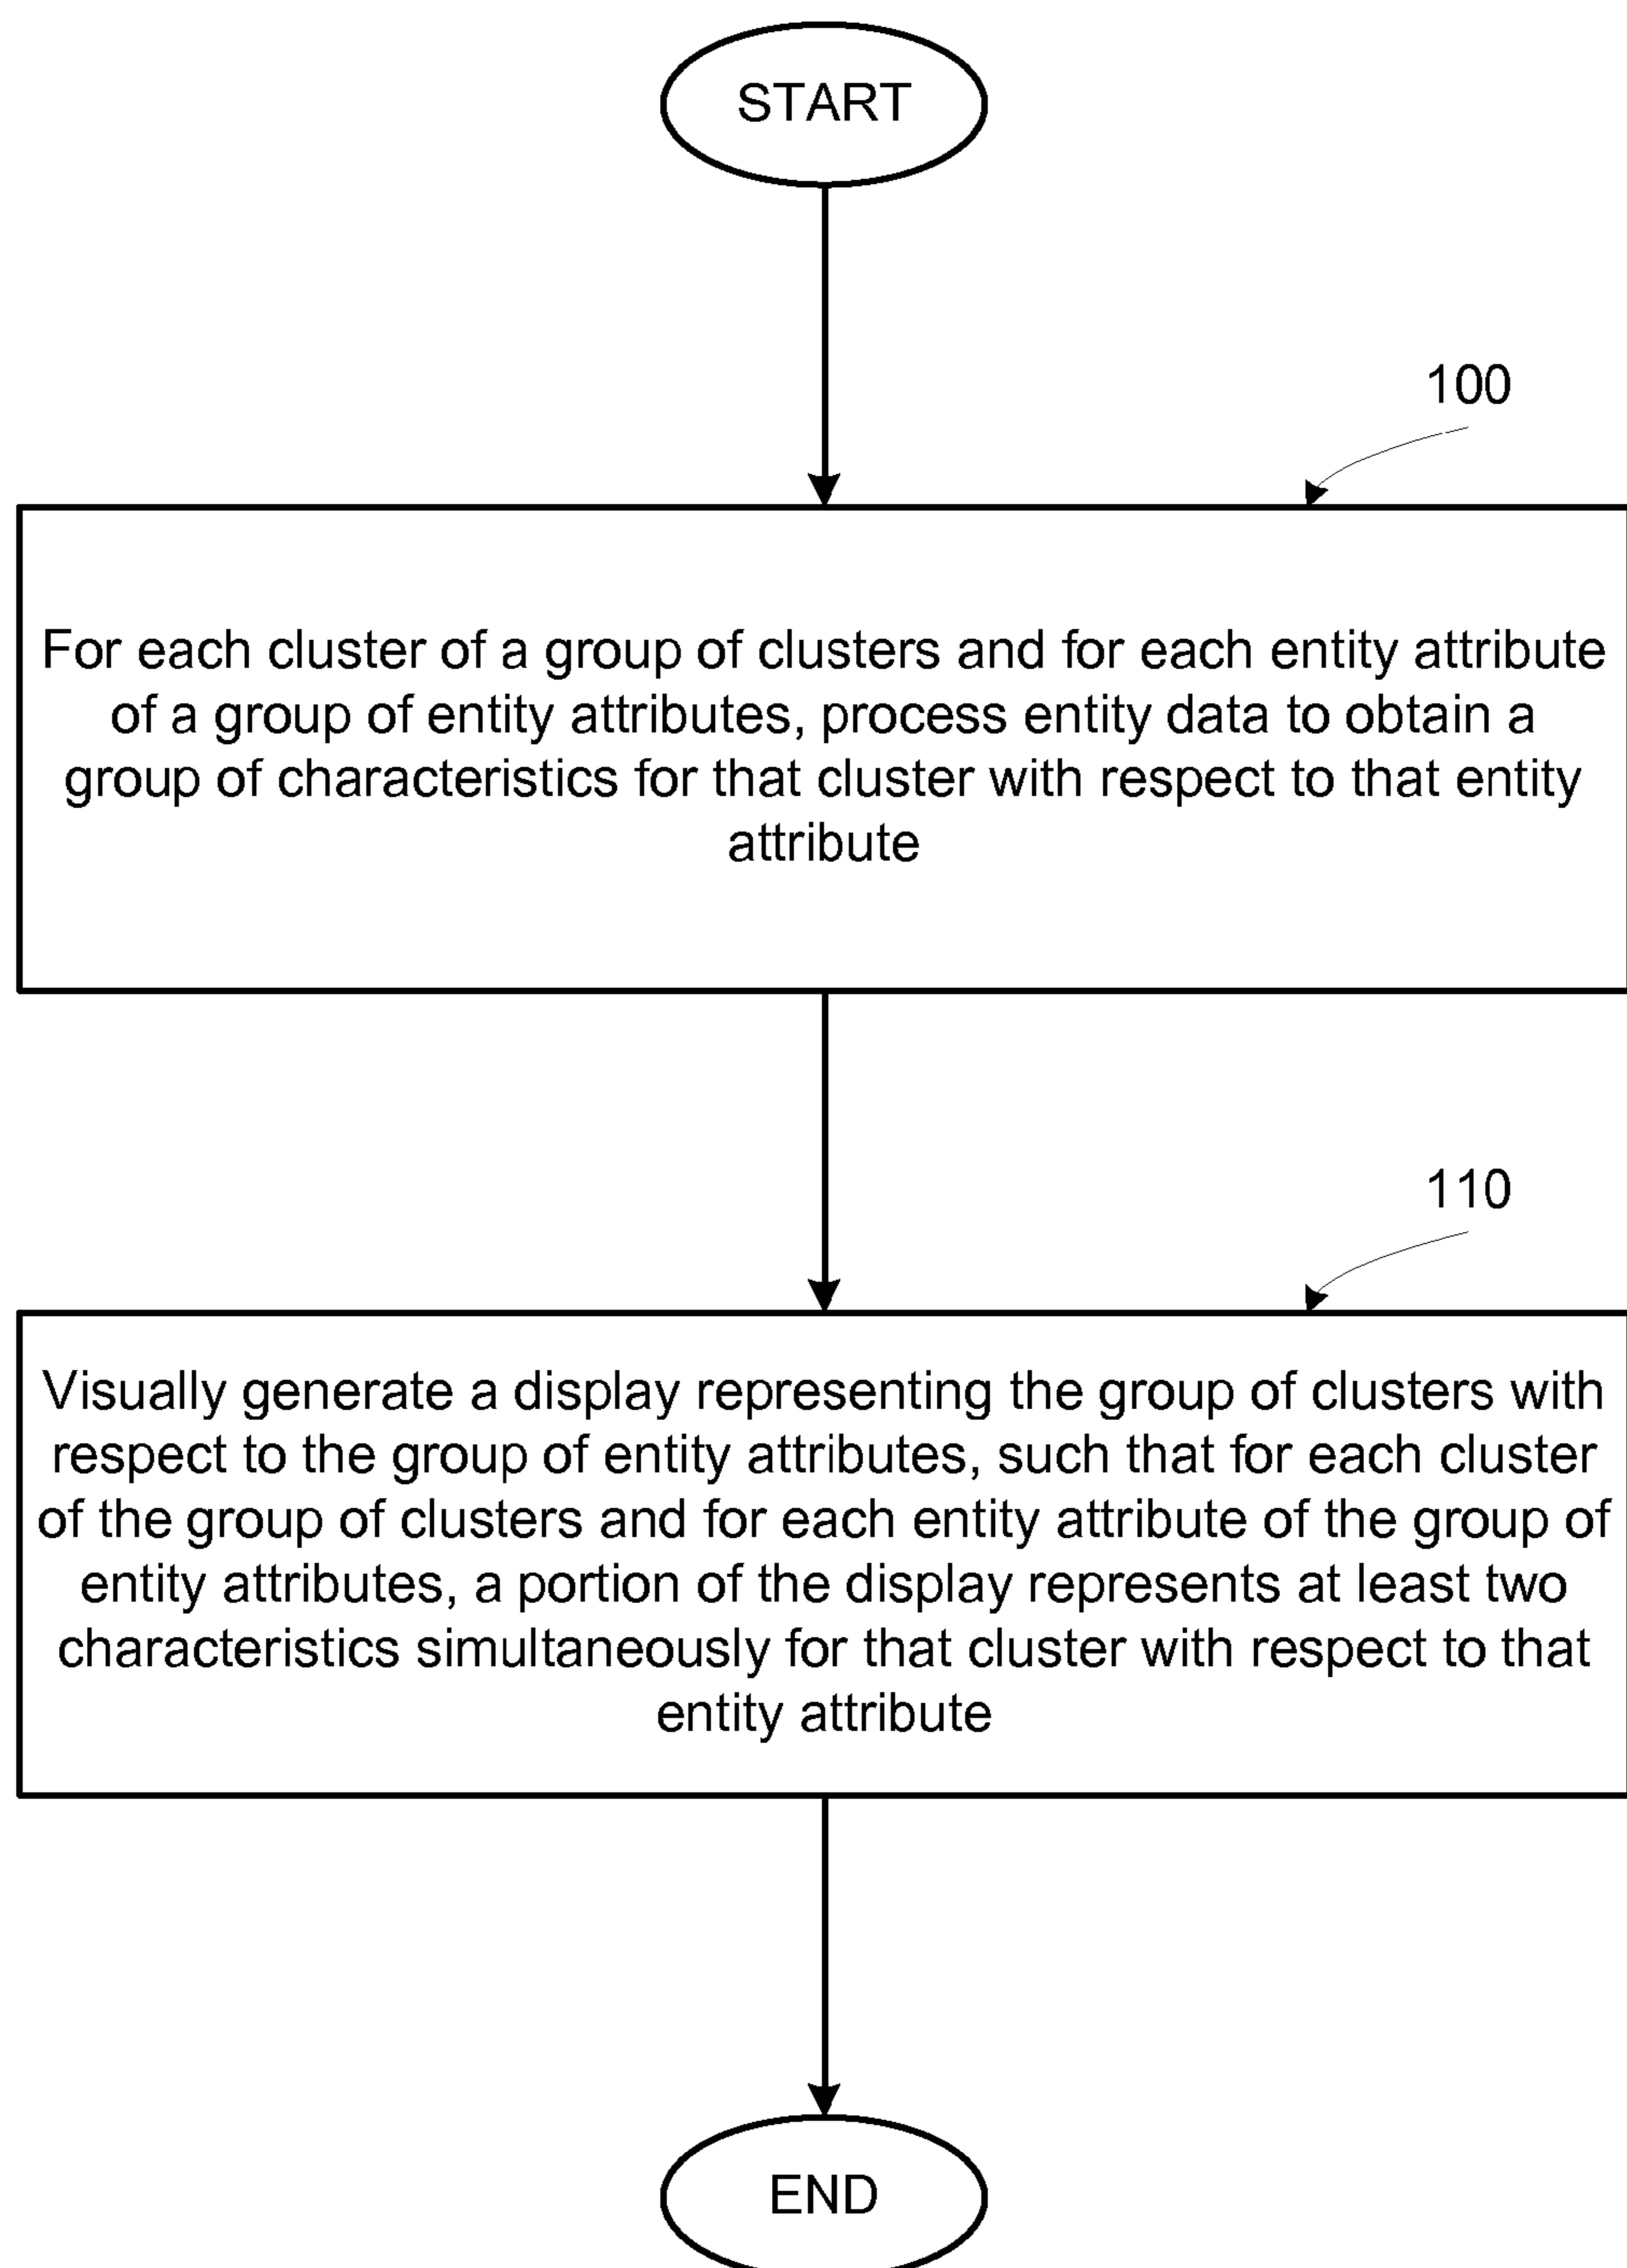 START
100
For each cluster of a group of clusters and for each entity attribute
of a group of entity attributes, process entity data to obtain a
group of characteristics for that cluster with respect to that entity
attribute
110
Visually generate a display representing the group of clusters with
respect to the group of entity attributes, such that for each cluster
of the group of clusters and for each entity attribute of the group of
entity attributes, a portion of the display represents at least two
characteristics simultaneously for that cluster with respect to that
entity attribute
END